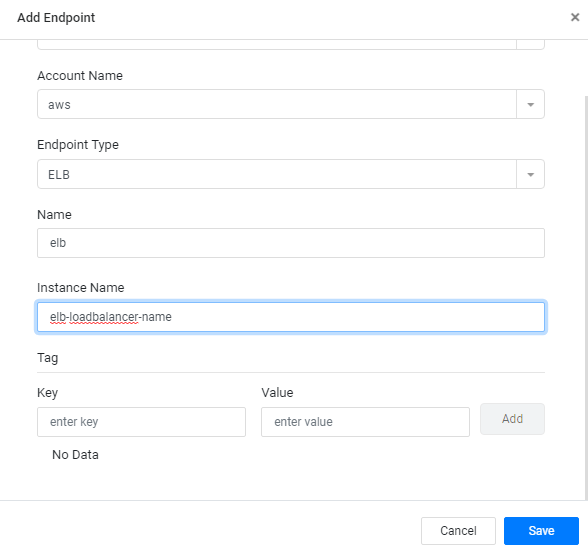 Add Endpoint ×
Account Name
aws
Endpoint Type
ELB
Name
elb
Instance Name
elb-loadbalancer-name
Tag
Key Value
enter key enter value Add
No Data
Cancel Save